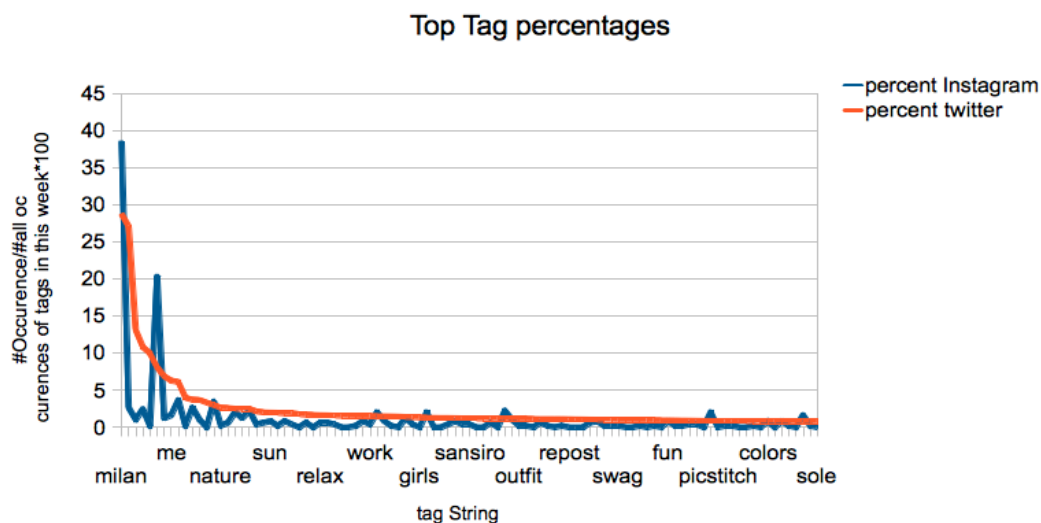 Top Tag percentages
percent Instagram
percent twitter
#Occurence/#all oc
curences of tags in this week*100
45
40
35
30
25
20
15
10
5
0
me
sun
work
sansiro
repost
fun
colors
milan
nature
relax
girls
outfit
swag
picstitch
sole
tag String